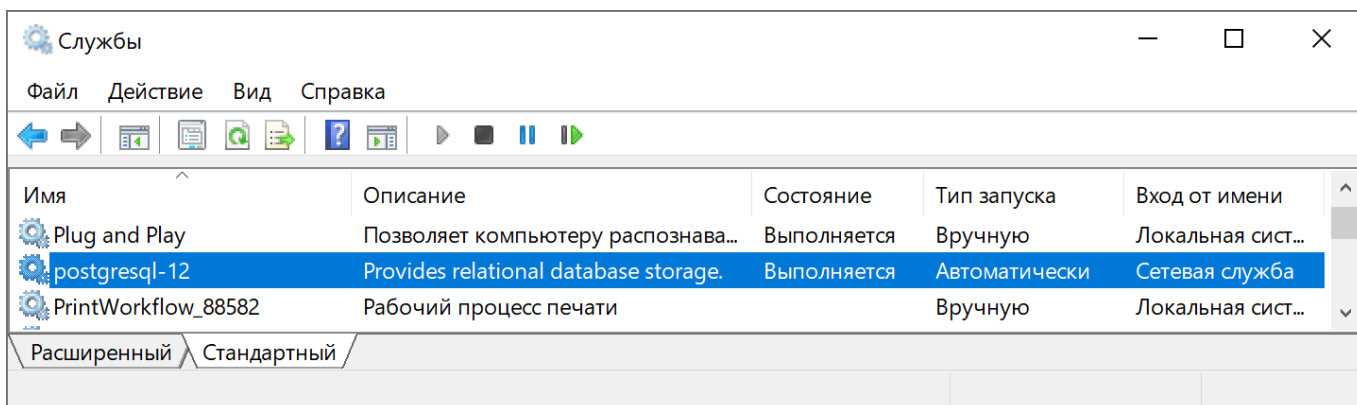 Службы
Файл Действие Вид Справка
Имя Описание Состояние Тип запуска Вход от имени
Plug and Play Позволяет компьютеру распознава... Выполняется Вручную Локальная сист...
postgresql-12 Provides relational database storage. Выполняется Автоматически Сетевая служба
PrintWorkflow_88582 Рабочий процесс печати Вручную Локальная сист...
Расширенный Стандартный